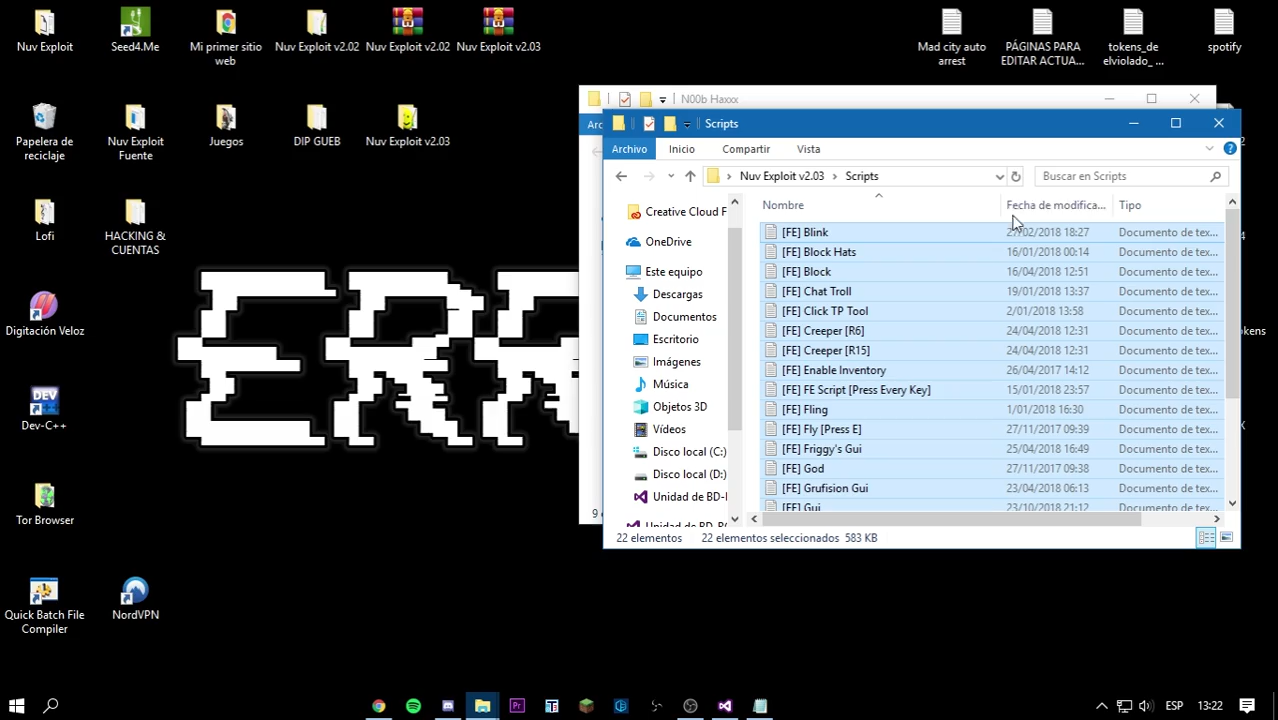 Nuv Exploit
Seed4.Me
Mi primer sitio
web
Nuv Exploit v2.02
Nuv Exploit v2.02
Nuv Exploit v2.03
Mad city auto
arrest
PÁGINAS PARA
EDITAR ACTUA...
tokens_de
elviolado_ ...
spotify
Papelera de
reciclaje
Nuv Exploit
Fuente
Juegos
DIP GUEB
Nuv Exploit v2.03
Lofi
HACKING &
CUENTAS
Digitación Veloz
DEV
Dev-C++
Tor Browser
Quick Batch File
Compiler
NordVPN
N00b Haxxx
Arc
Scripts
Archivo
Inicio
Compartir
Vista
Nuv Exploit v2.03
Scripts
Buscar en Scripts
Nombre
Fecha de modifica...
Tipo
Creative Cloud F
OneDrive
Este equipo
Descargas
Documentos
Escritorio
Imágenes
Música
Objetos 3D
Vídeos
Disco local (C:)
Disco local (D:)
Unidad de BD-
[FE] Blink
[FE] Block Hats 16/01/2018 00:14 Documento de tex...
[FE] Block 16/04/2018 12:51 Documento de tex...
[FE] Chat Troll 19/01/2018 13:37 Documento de tex...
[FE] Click TP Tool 2/01/2018 13:58 Documento de tex...
[FE] Creeper [R6] 24/04/2018 12:31 Documento de tex...
[FE] Creeper [R15] 24/04/2018 12:31 Documento de tex...
[FE] Enable Inventory 26/04/2017 14:12 Documento de tex...
[FE] FE Script [Press Every Key] 15/01/2018 23:57 Documento de tex...
[FE] Fling 1/01/2018 16:30 Documento de tex...
[FE] Fly [Press E] 27/11/2017 09:39 Documento de tex...
[FE] Friggy's Gui 25/04/2018 16:49 Documento de tex...
[FE] God 27/11/2017 09:38 Documento de tex...
[FE] Grufision Gui 23/04/2018 06:13 Documento de tex...
[FE] Gui 23/10/2018 21:12 Documento de tex...
22 elementos
22 elementos seleccionados 583 KB
ESP
13:22